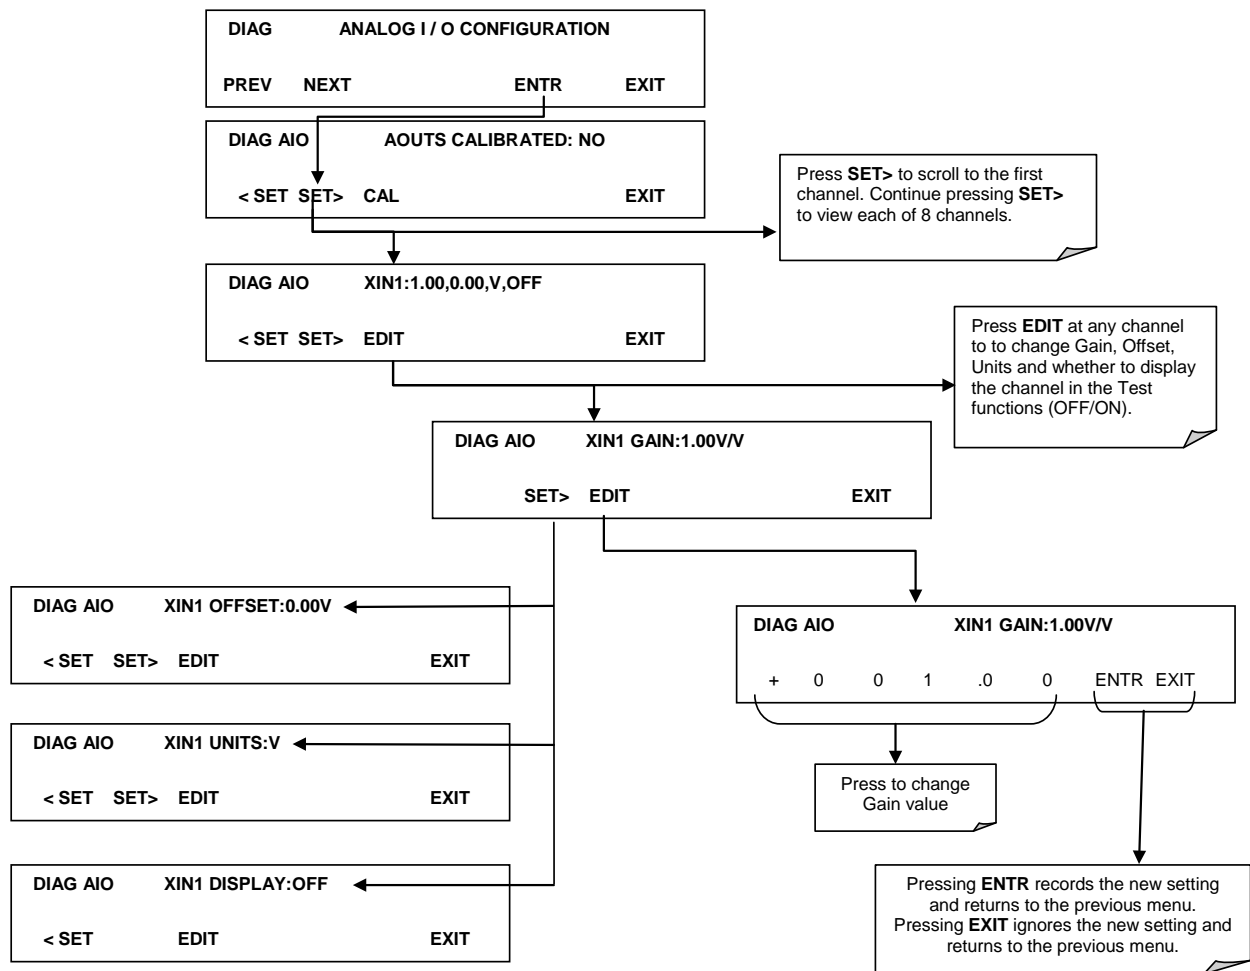 DIAG ANALOG I / O CONFIGURATION
PREV NEXT ENTR EXIT
DIAG AIO AOUTS CALIBRATED: NO
< SET SET> CAL EXIT
Press SET> to scroll to the first
channel. Continue pressing SET>
to view each of 8 channels.
DIAG AIO XIN1:1.00,0.00,V,OFF
< SET SET> EDIT EXIT
Press EDIT at any channel
to to change Gain, Offset,
Units and whether to display
the channel in the Test
functions (OFF/ON).
DIAG AIO XIN1 GAIN:1.00V/V
SET> EDIT EXIT
DIAG AIO XIN1 OFFSET:0.00V
< SET SET> EDIT EXIT
DIAG AIO XIN1 GAIN:1.00V/V
+ 0 0 1 .0 0 ENTR EXIT
DIAG AIO XIN1 UNITS:V
< SET SET> EDIT EXIT
Press to change
Gain value
DIAG AIO XIN1 DISPLAY:OFF
< SET EDIT EXIT
Pressing ENTR records the new setting
and returns to the previous menu.
Pressing EXIT ignores the new setting and
returns to the previous menu.